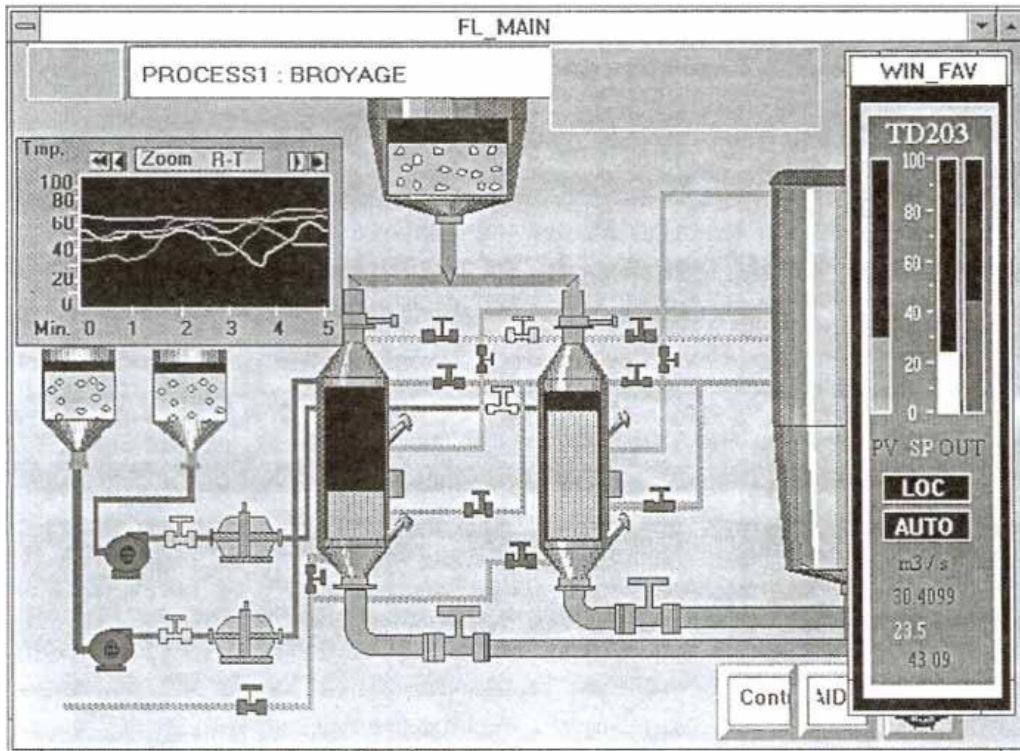 FL_MAIN
PROCESS1 : BROYAGE
WIN_FAV
Tmp.
Zoom R-T
100
80
60
40
20
0
Min. 0 1 2 3 4 5
TD203
100
80
60
40
20
0
PV SP OUT
LOC
AUTO
m3/s
30.4099
23.5
43.09
Cont
AID